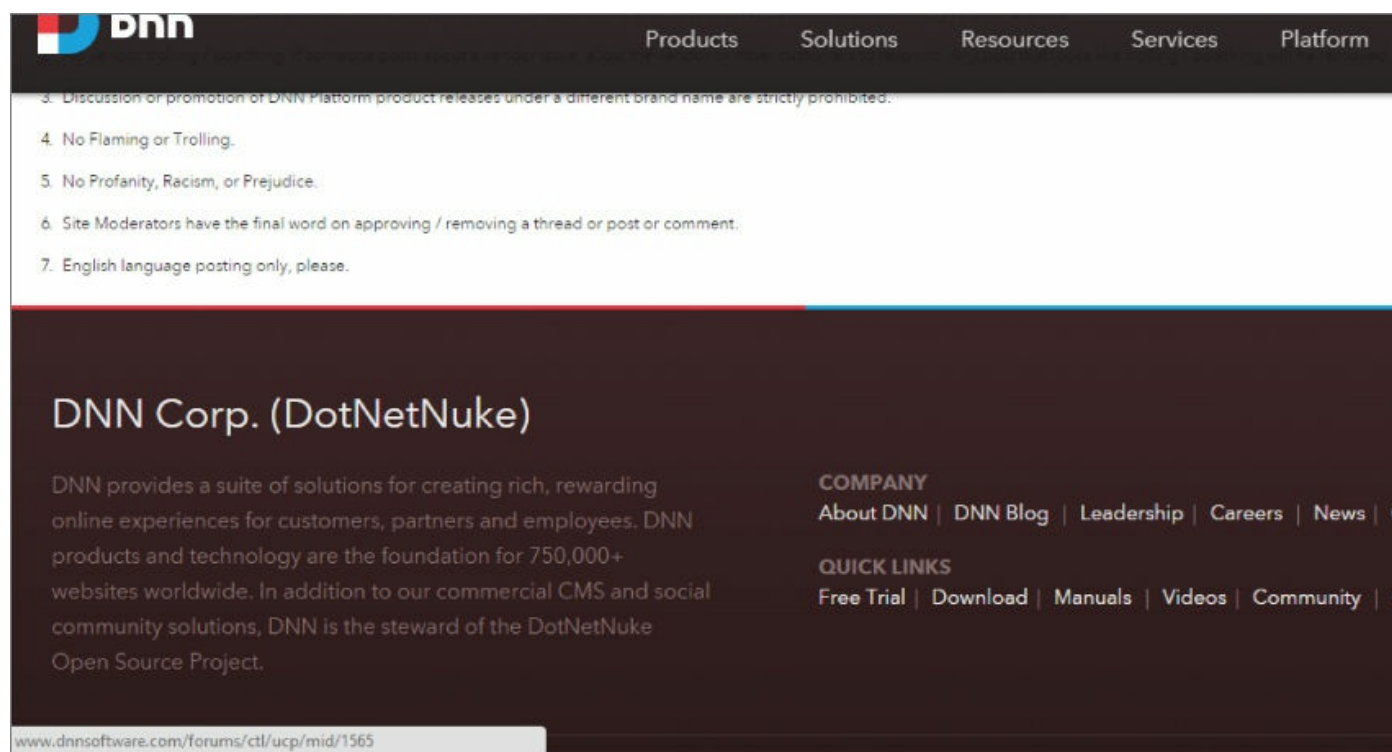 DNN
Products Solutions Resources Services Platform
3. Discussion or promotion of DNN Platform product releases under a different brand name are strictly prohibited.
4. No Flaming or Trolling.
5. No Profanity, Racism, or Prejudice.
6. Site Moderators have the final word on approving / removing a thread or post or comment.
7. English language posting only, please.
DNN Corp. (DotNetNuke)
DNN provides a suite of solutions for creating rich, rewarding
online experiences for customers, partners and employees. DNN
products and technology are the foundation for 750,000+
websites worldwide. In addition to our commercial CMS and social
community solutions, DNN is the steward of the DotNetNuke
Open Source Project.
COMPANY
About DNN | DNN Blog | Leadership | Careers | News |
QUICK LINKS
Free Trial | Download | Manuals | Videos | Community |
www.dnnsoftware.com/forums/ctl/ucp/mid/1565